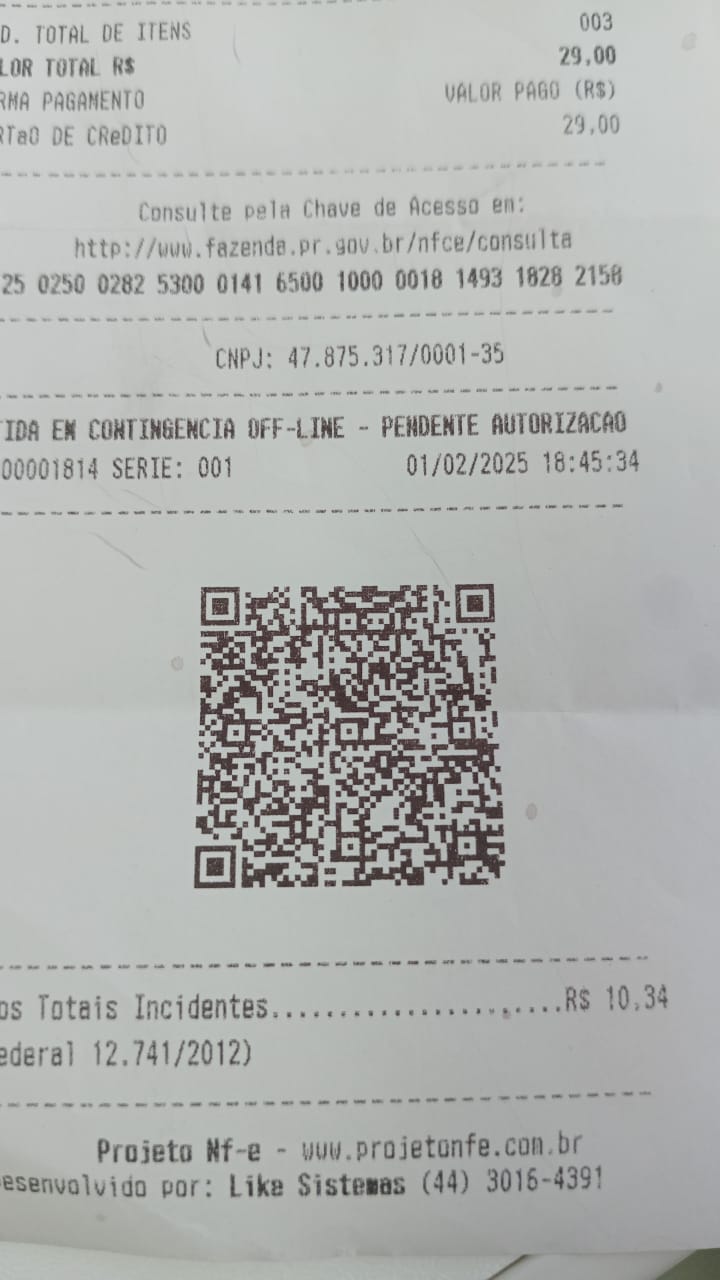 D. TOTAL DE ITENS 003
LOR TOTAL R$ 29,00
RMA PAGAMENTO VALOR PAGO (R$)
RTaO DE CReDITO 29,00
Consulte pela Chave de Acesso em:
http://www.fazenda.pr.gov.br/nfce/consulta
25 0250 0282 5300 0141 6500 1000 0018 1493 1828 2158
CNPJ: 47.875.317/0001-35
IDA EM CONTINGENCIA OFF-LINE - PENDENTE AUTORIZACAO
00001814 SERIE: 001 01/02/2025 18:45:34
os Totais Incidentes......................R$ 10,34
ederal 12.741/2012)
Projeto Nf-e - www.projetonfe.com.br
esenvolvido por: Like Sistemas (44) 3016-4391